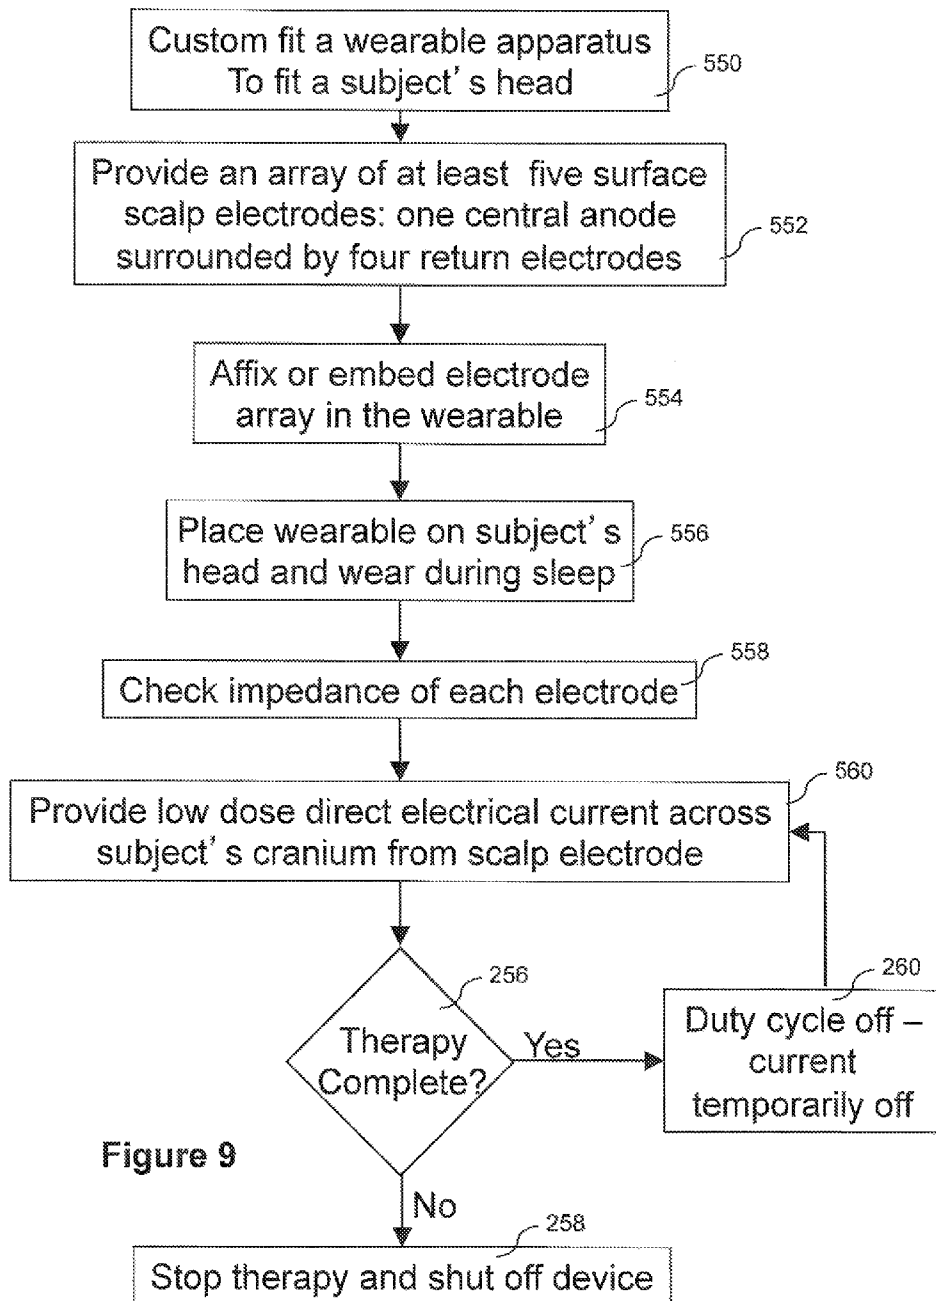 Custom fit a wearable apparatus
To fit a subject's head
550
Provide an array of at least five surface
scalp electrodes: one central anode
surrounded by four return electrodes
552
Affix or embed electrode
array in the wearable
554
Place wearable on subject's
head and wear during sleep
556
Check impedance of each electrode
558
Provide low dose direct electrical current across
subject's cranium from scalp electrode
560
Therapy
Complete?
256
Yes
Duty cycle off –
current
temporarily off
260
No
Stop therapy and shut off device
258
Figure 9